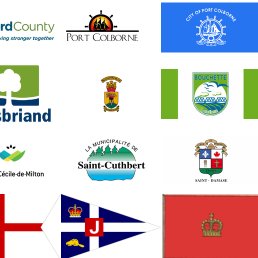 rdCounty
ving stronger together
PORT COLBORNE
CITY OF PORT COLBORNE
BOUCHETTE
sbriand
LA MUNICIPALITÉ DE
Saint-Cuthbert
Cécile-de-Milton
SAINT - DAMASE
J